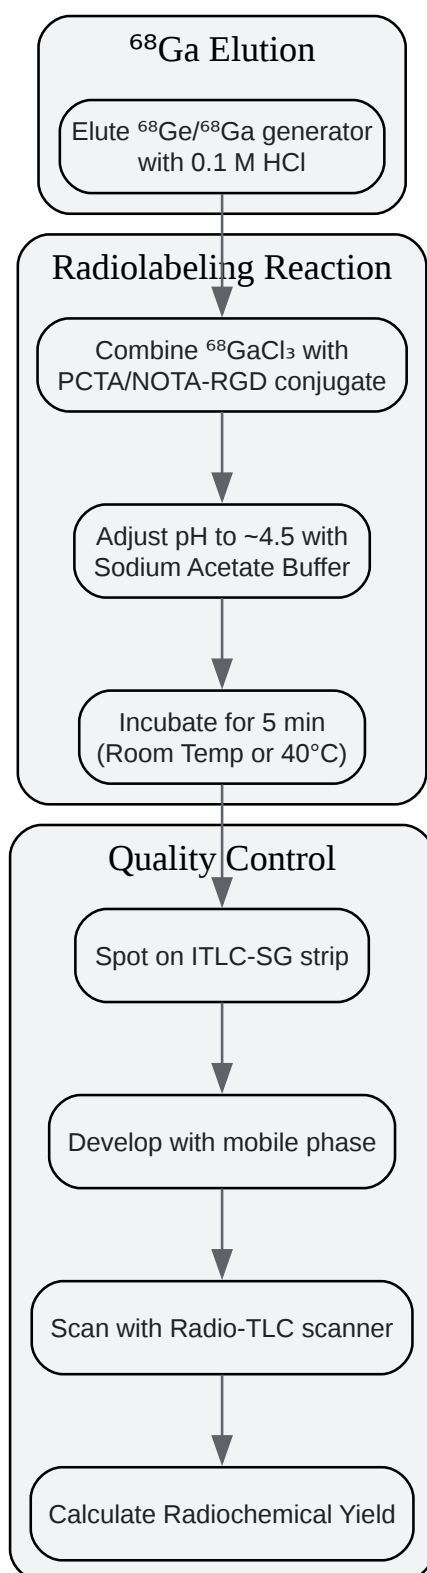 ⁶⁸Ga Elution
Elute ⁶⁸Ge/⁶⁸Ga generator
with 0.1 M HCl
Radiolabeling Reaction
Combine ⁶⁸GaCl₃ with
PCTA/NOTA-RGD conjugate
Adjust pH to ~4.5 with
Sodium Acetate Buffer
Incubate for 5 min
(Room Temp or 40°C)
Quality Control
Spot on ITLC-SG strip
Develop with mobile phase
Scan with Radio-TLC scanner
Calculate Radiochemical Yield